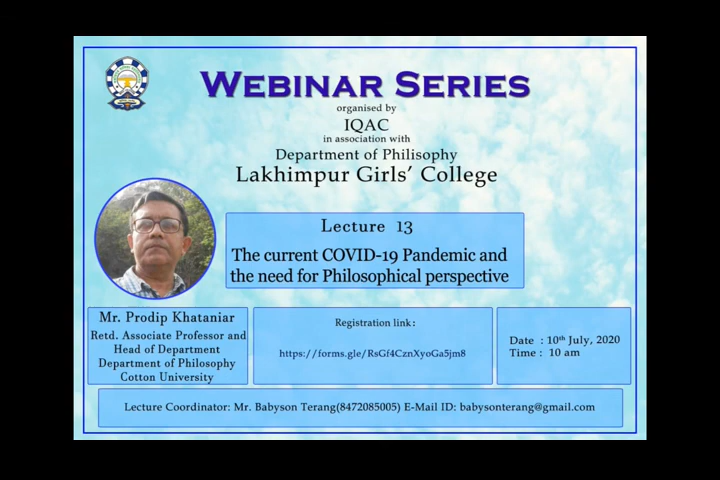 WEBINAR SERIES
organised by
IQAC
in association with
Department of Philisophy
Lakhimpur Girls' College
Lecture 13
The current COVID-19 Pandemic and
the need for Philosophical perspective
Mr. Prodip Khataniar
Retd. Associate Professor and
Head of Department
Department of Philosophy
Cotton University
Registration link:
https://forms.gle/RsGf4CznXyoGa5jm8
Date : 10th July, 2020
Time : 10 am
Lecture Coordinator: Mr. Babyson Terang(8472085005) E-Mail ID: babysonterang@gmail.com